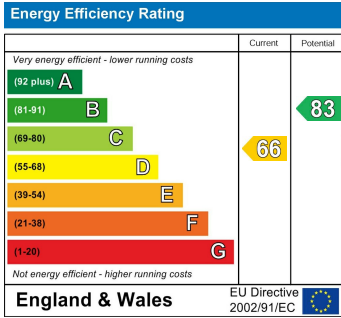 Energy Efficiency Rating
Current Potential
Very energy efficient - lower running costs
(92 plus) A
(81-91) B
83
(69-80) C
66
(55-68) D
(39-54) E
(21-38) F
(1-20) G
Not energy efficient - higher running costs
England & Wales
EU Directive
2002/91/EC